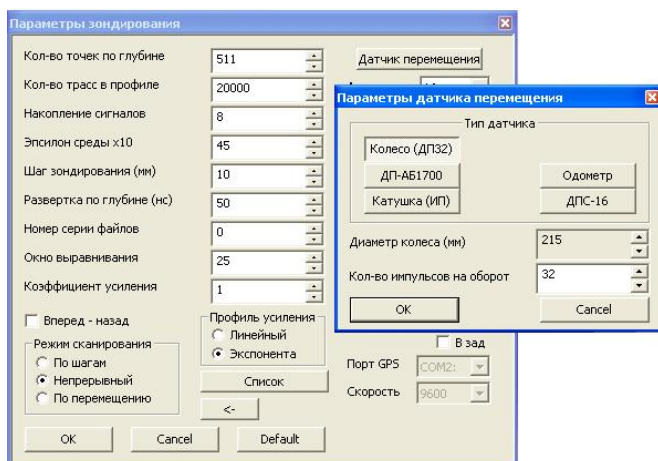 Параметры зондирования
Кол-во точек по глубине 511 Датчик перемещения
Кол-во трасс в профиле 20000
Накопление сигналов 8
Эпсилон среды x10 45
Шаг зондирования (мм) 10
Развертка по глубине (нс) 50
Номер серии файлов 0
Окно выравнивания 25
Коэффициент усиления 1
Вперед - назад
Режим сканирования
По шагам
Непрерывный
По перемещению
Профиль усиления
Линейный
Экспонента
Список
<-
В зад
Порт GPS COM2:
Скорость 9600
OK Cancel Default
Параметры датчика перемещения
Тип датчика
Колесо (ДП32)
ДП-АБ1700 Одометр
Катушка (ИП) ДПС-16
Диаметр колеса (мм) 215
Кол-во импульсов на оборот 32
OK Cancel